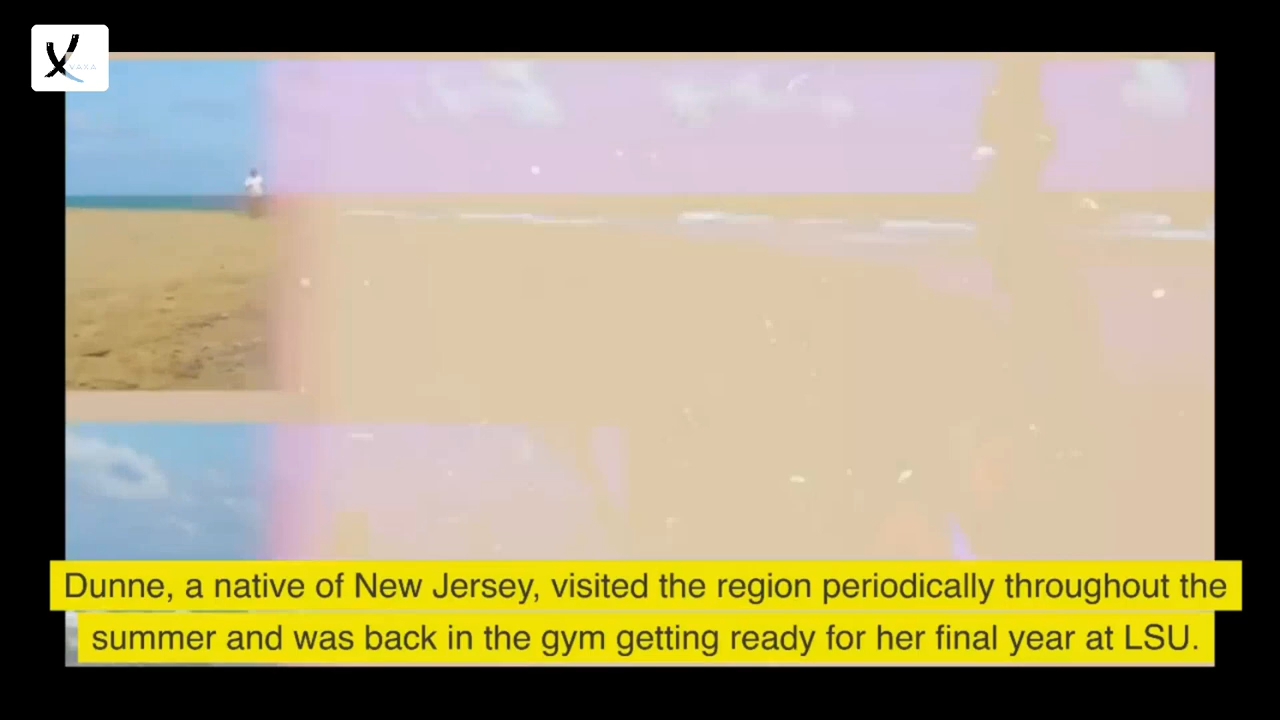 VAXA
Dunne, a native of New Jersey, visited the region periodically throughout the
summer and was back in the gym getting ready for her final year at LSU.